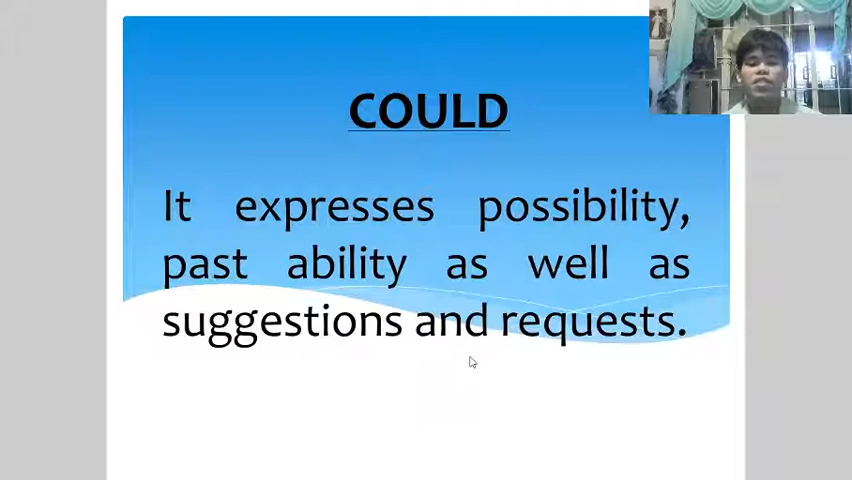 COULD
It expresses possibility,
past ability as well as
suggestions and requests.